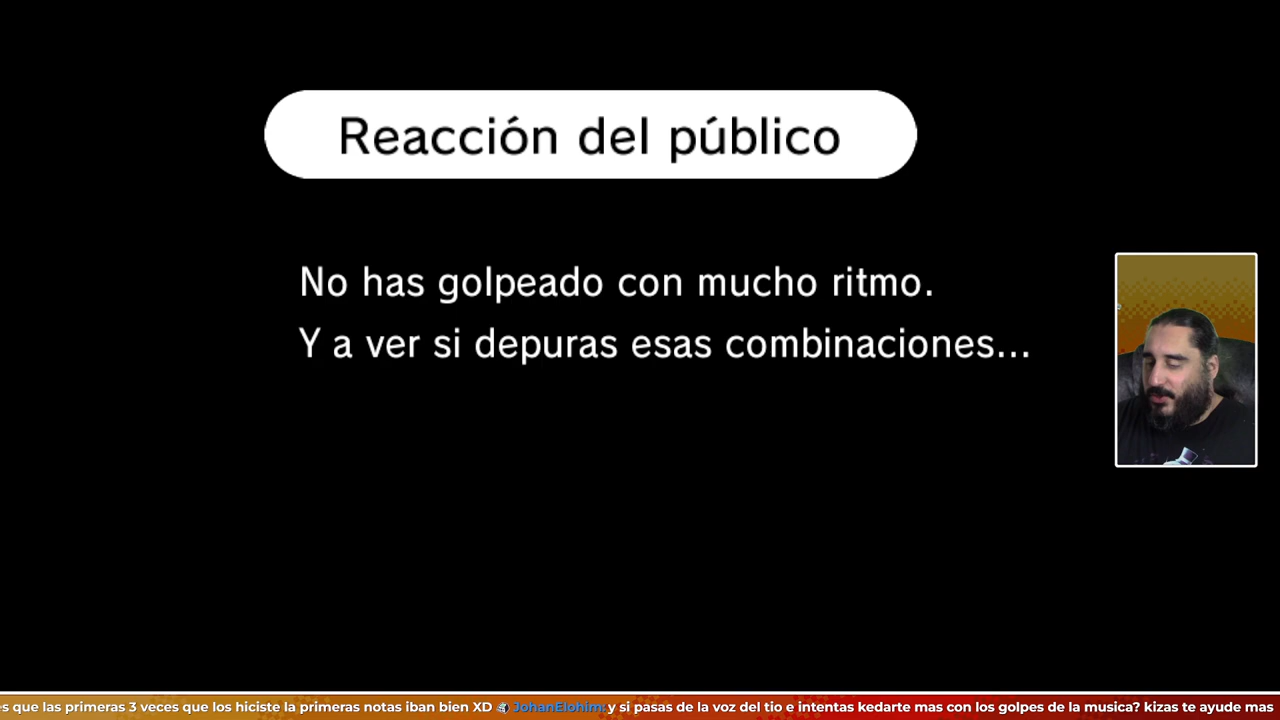 Reacción del público
No has golpeado con mucho ritmo.
Y a ver si depuras esas combinaciones...
s que las primeras 3 veces que los hiciste la primeras notas iban bien XD JohanElohim: y si pasas de la voz del tio e intentas kedarte mas con los golpes de la musica? kizas te ayude mas